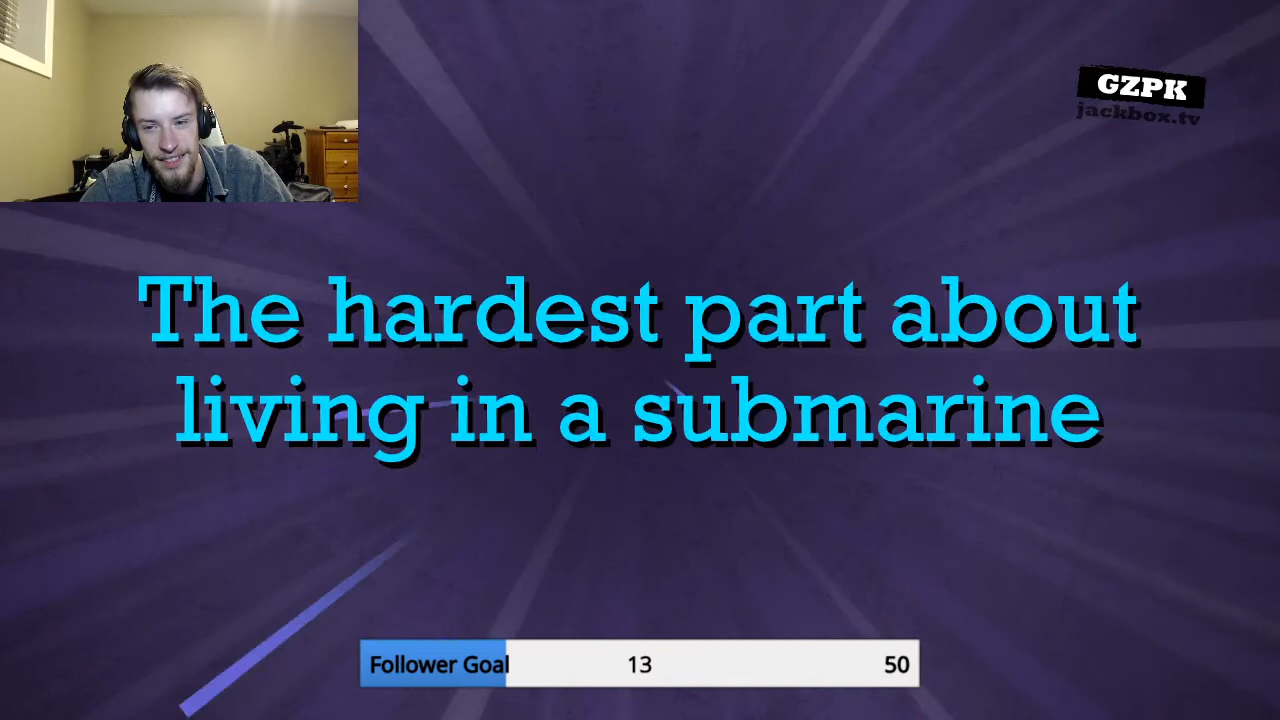 GZPK
jackbox.tv
The hardest part about
living in a submarine
Follower Goal 13 50